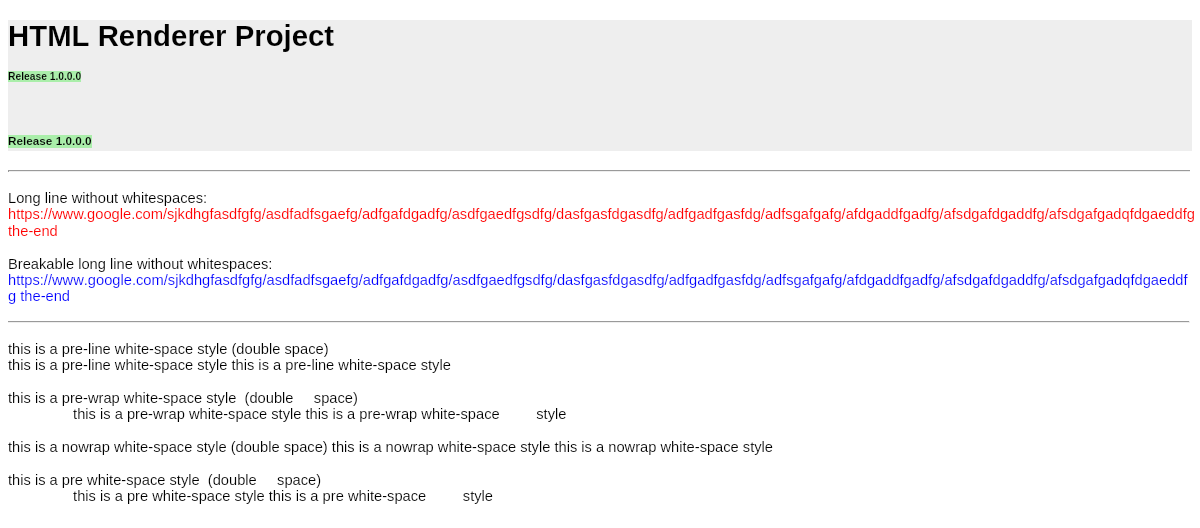 HTML Renderer Project
Release 1.0.0.0
Release 1.0.0.0
Long line without whitespaces:
https://www.google.com/sjkdhgfasdfgfg/asdfadfsgaefg/adfgafdgadfg/asdfgaedfgsdfg/dasfgasfdgasdfg/adfgadfgasfdg/adfsgafgafg/afdgaddfgadfg/afsdgafdgaddfg/afsdgafgadqfdgaeddfg
the-end
Breakable long line without whitespaces:
https://www.google.com/sjkdhgfasdfgfg/asdfadfsgaefg/adfgafdgadfg/asdfgaedfgsdfg/dasfgasfdgasdfg/adfgadfgasfdg/adfsgafgafg/afdgaddfgadfg/afsdgafdgaddfg/afsdgafgadqfdgaeddf
g the-end
this is a pre-line white-space style (double space)
this is a pre-line white-space style this is a pre-line white-space style
this is a pre-wrap white-space style  (double     space)
                this is a pre-wrap white-space style this is a pre-wrap white-space         style
this is a nowrap white-space style (double space) this is a nowrap white-space style this is a nowrap white-space style
this is a pre white-space style  (double     space)
                this is a pre white-space style this is a pre white-space         style